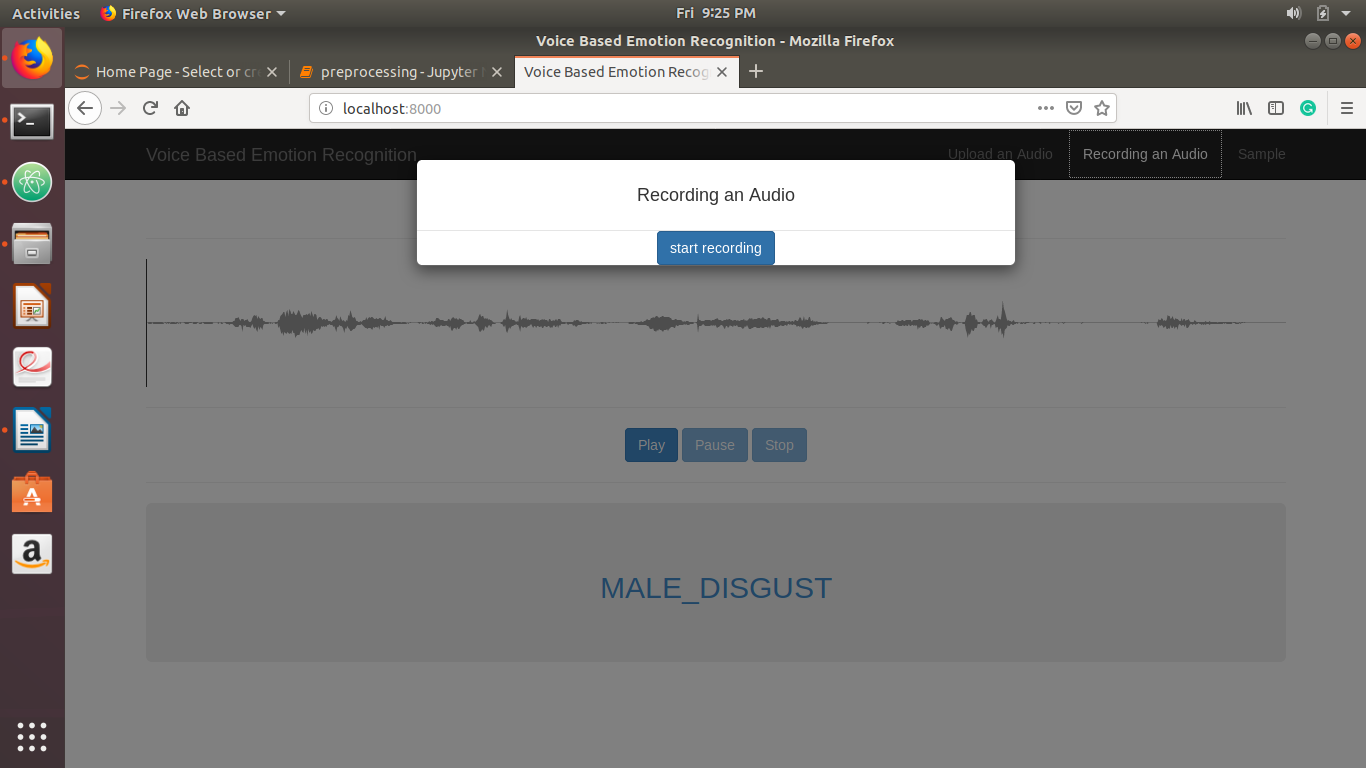 Activities Firefox Web Browser Fri 9:25 PM
Voice Based Emotion Recognition - Mozilla Firefox
Home Page - Select or cr preprocessing - Jupyter Voice Based Emotion Recog
localhost:8000
Voice Based Emotion Recognition Upload an Audio Recording an Audio Sample
Recording an Audio
start recording
Play Pause Stop
MALE_DISGUST